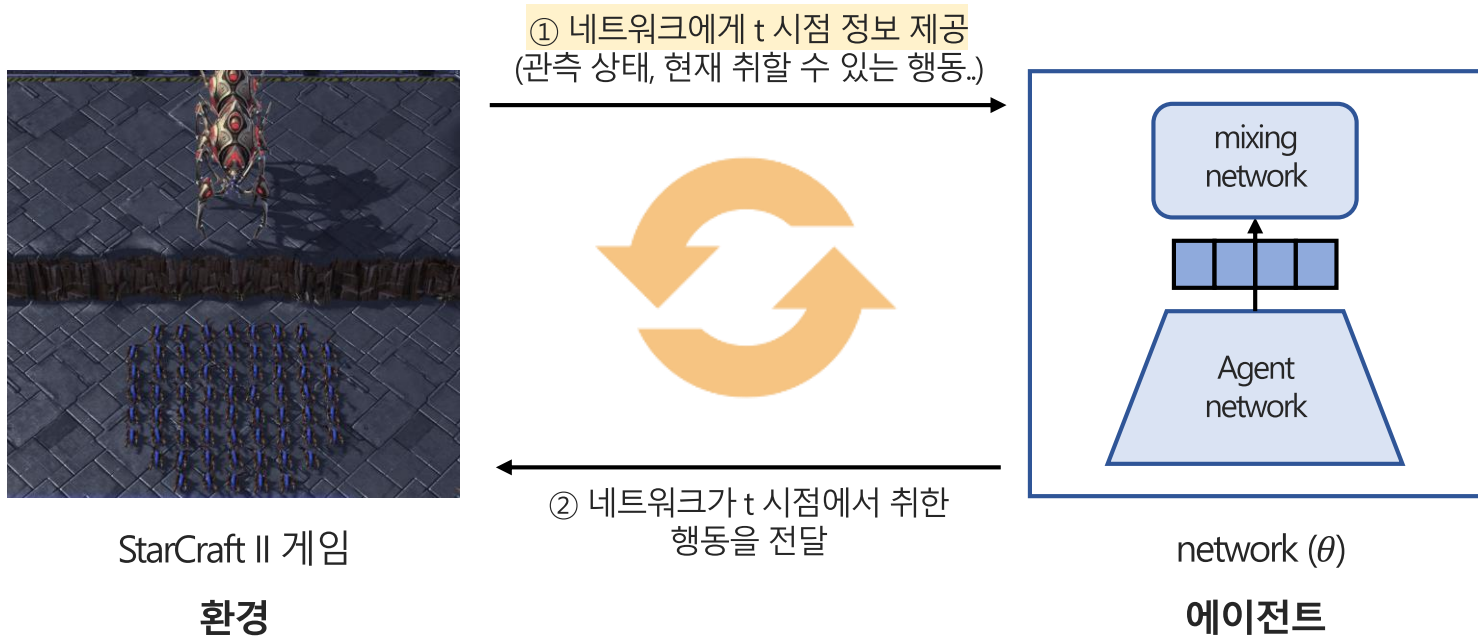 ① 네트워크에게 t 시점 정보 제공
(관측 상태, 현재 취할 수 있는 행동..)
mixing
network
Agent
network
② 네트워크가 t 시점에서 취한
행동을 전달
StarCraft II 게임
network (θ)
환경
에이전트